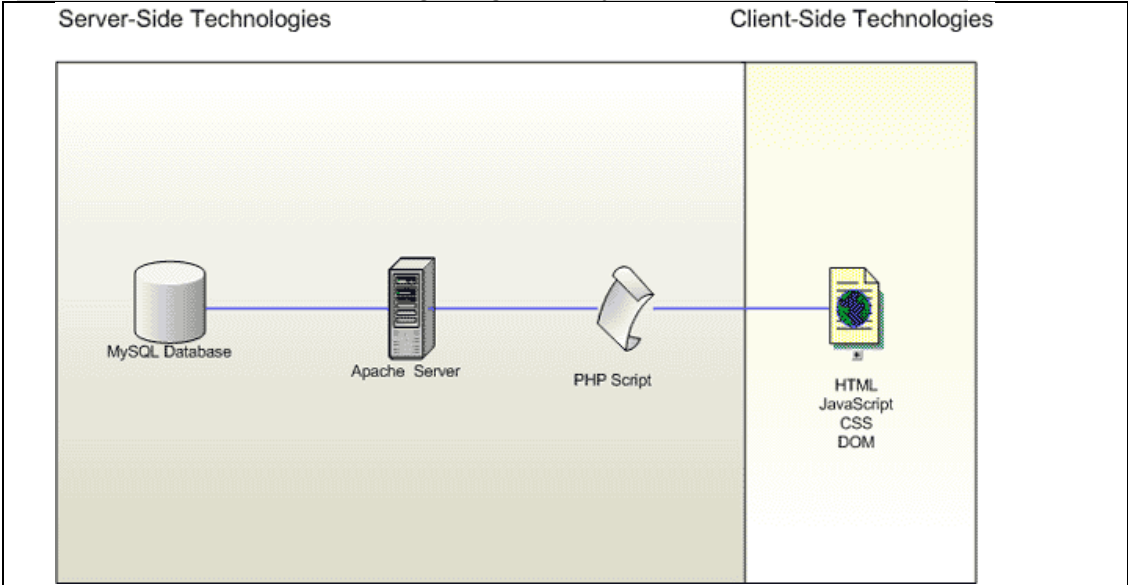 Server-Side Technologies
Client-Side Technologies
MySQL Database
Apache Server
PHP Script
HTML
JavaScript
CSS
DOM